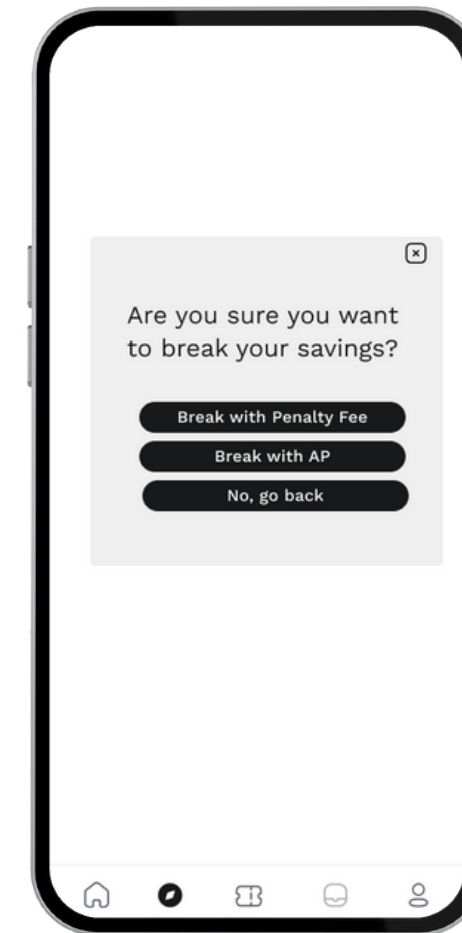 Are you sure you want
to break your savings?
Break with Penalty Fee
Break with AP
No, go back